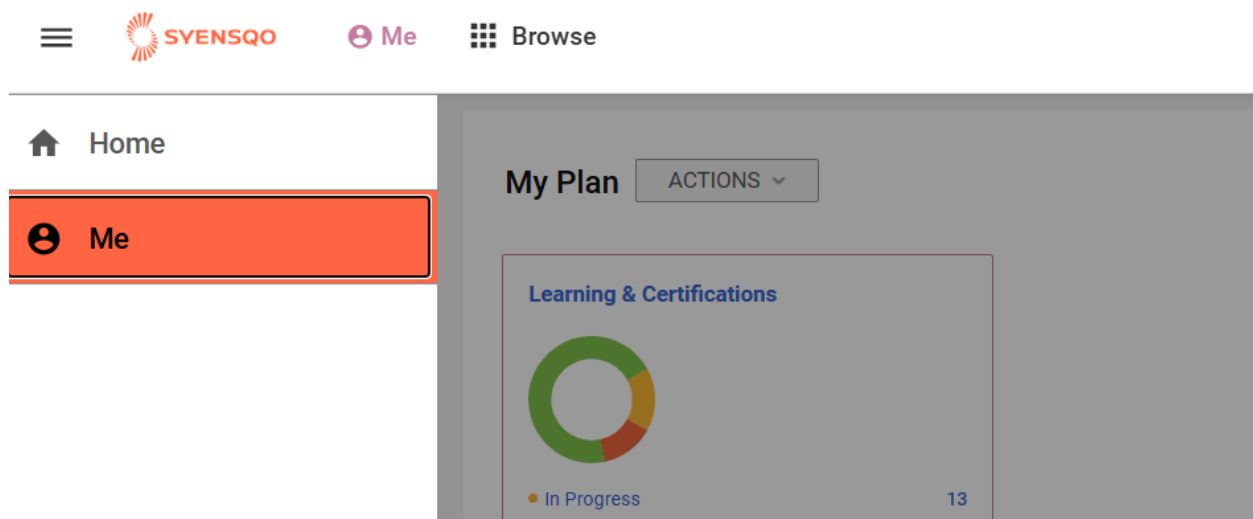 SYENSQO
Me
Browse
Home
Me
My Plan
ACTIONS
Learning & Certifications
In Progress
13